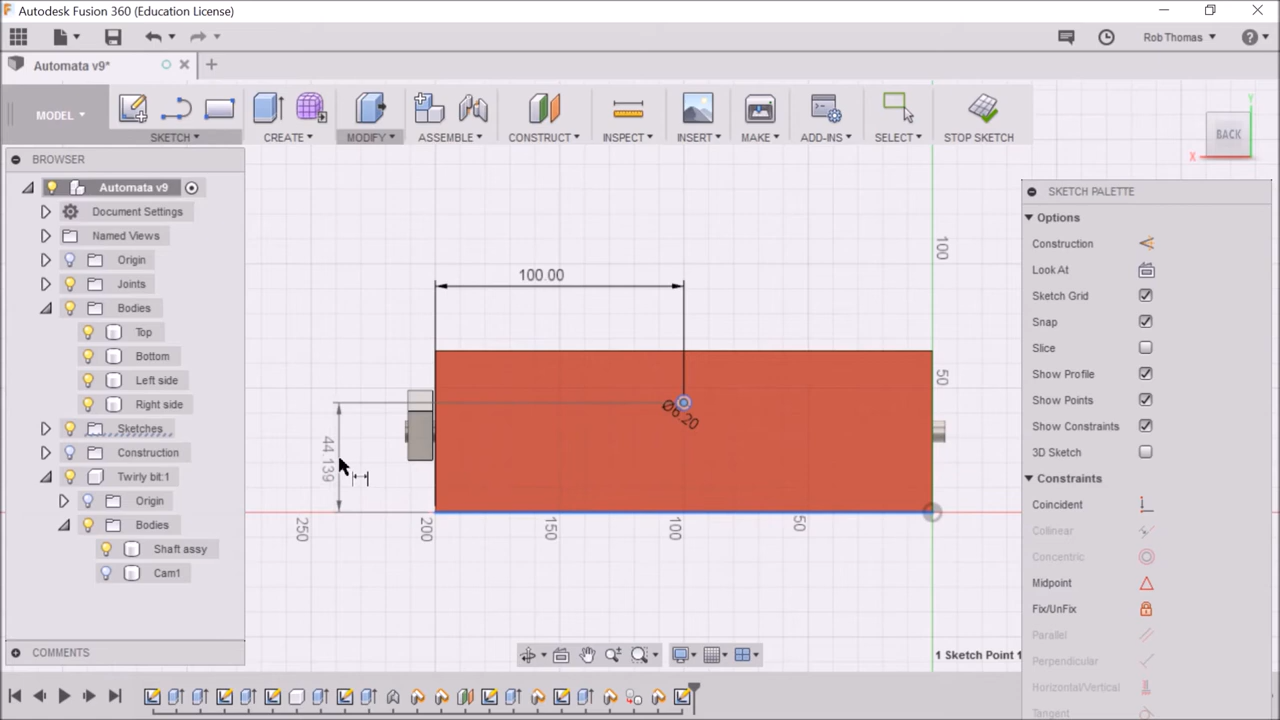 Autodesk Fusion 360 (Education License)
Rob Thomas
Automata v9*
MODEL
SKETCH CREATE MODIFY ASSEMBLE CONSTRUCT INSPECT INSERT MAKE ADD-INS SELECT STOP SKETCH
BROWSER
Automata v9
Document Settings
Named Views
Origin
Joints
Bodies
Top
Bottom
Left side
Right side
Sketches
Construction
Twirly bit:1
Origin
Bodies
Shaft assy
Cam1
COMMENTS
BACK
Y
X
100.00
Ø6.20
44.139
100
50
250 200 150 100 50
SKETCH PALETTE
Options
Construction
Look At
Sketch Grid
Snap
Slice
Show Profile
Show Points
Show Constraints
3D Sketch
Constraints
Coincident
Collinear
Concentric
Midpoint
Fix/UnFix
Parallel
Perpendicular
Horizontal/Vertical
Tangent
1 Sketch Point 1